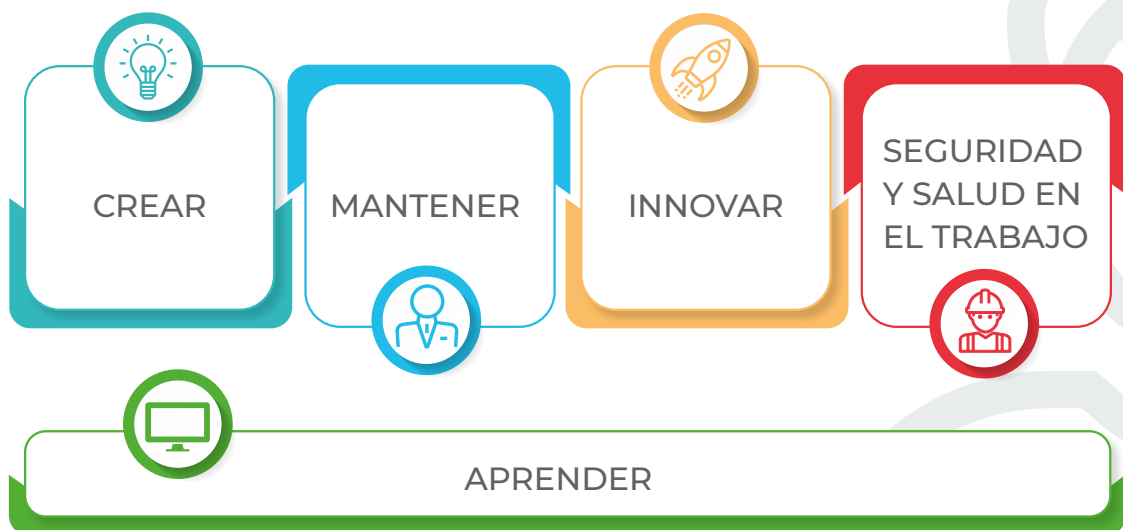 CREAR
MANTENER
INNOVAR
SEGURIDAD
Y SALUD EN
EL TRABAJO
APRENDER